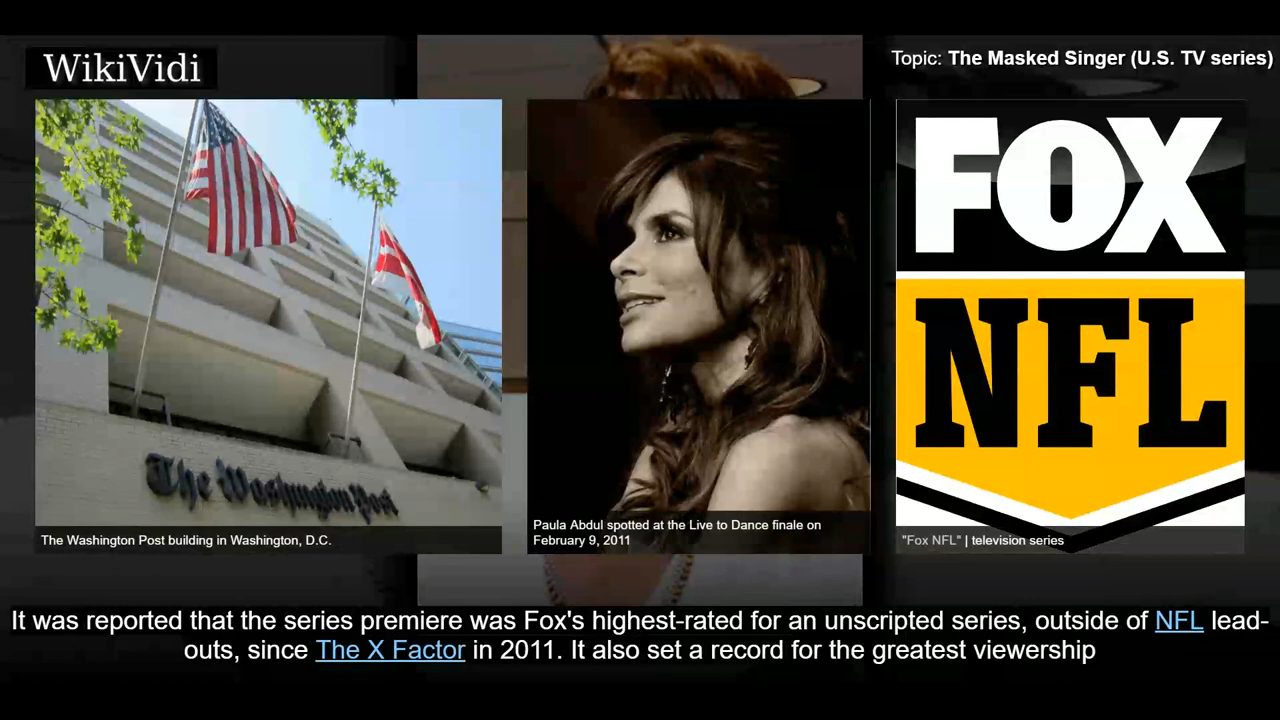 WikiVidi
Topic: The Masked Singer (U.S. TV series)
The Washington Post
The Washington Post building in Washington, D.C.
Paula Abdul spotted at the Live to Dance finale on
February 9, 2011
FOX
NFL
"Fox NFL" | television series
It was reported that the series premiere was Fox's highest-rated for an unscripted series, outside of NFL lead-
outs, since The X Factor in 2011. It also set a record for the greatest viewership